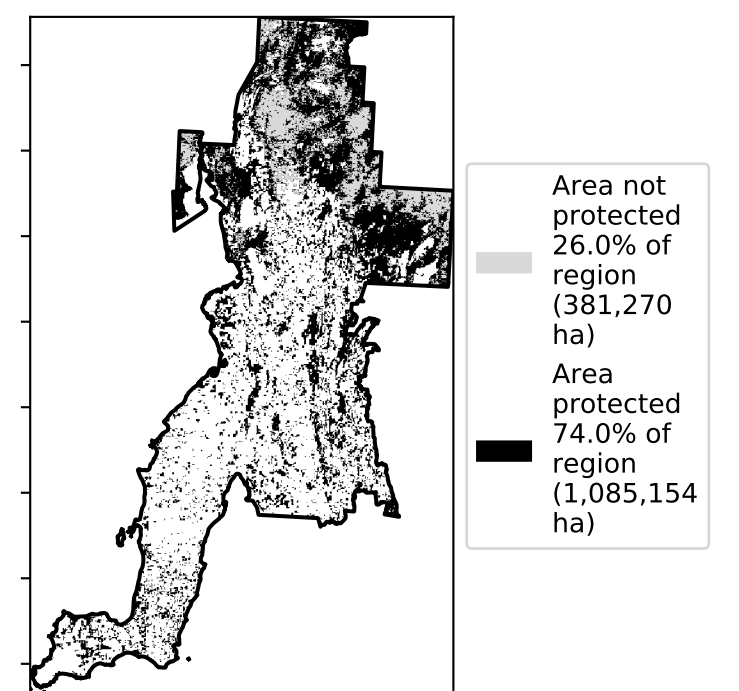 Area not
protected
26.0% of
region
(381,270
ha)
Area
protected
74.0% of
region
(1,085,154
ha)